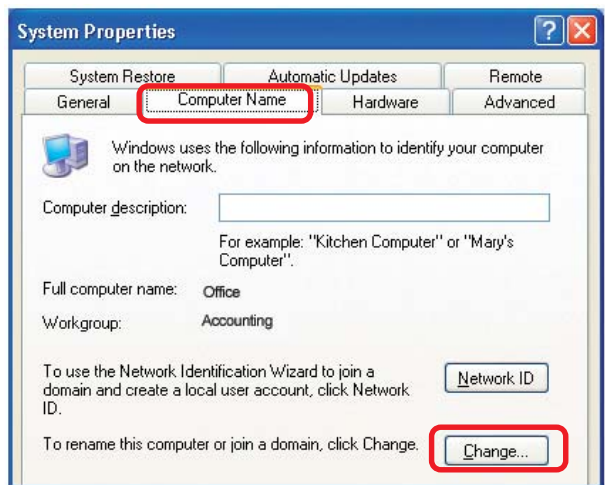 System Properties
System Restore Automatic Updates Remote
General Computer Name Hardware Advanced
Windows uses the following information to identify your computer
on the network.
Computer description:
For example: "Kitchen Computer" or "Mary's
Computer".
Full computer name: Office
Workgroup: Accounting
To use the Network Identification Wizard to join a
domain and create a local user account, click Network
ID.
Network ID
To rename this computer or join a domain, click Change.
Change...